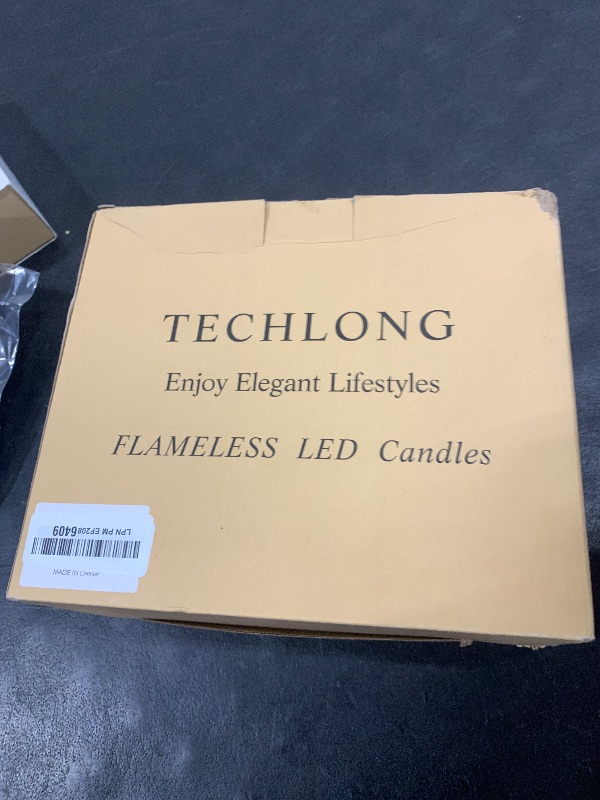 TECHLONG
Enjoy Elegant Lifestyles
FLAMELESS LED Candles
LPN PM EF2086409
MADE IN CHINA